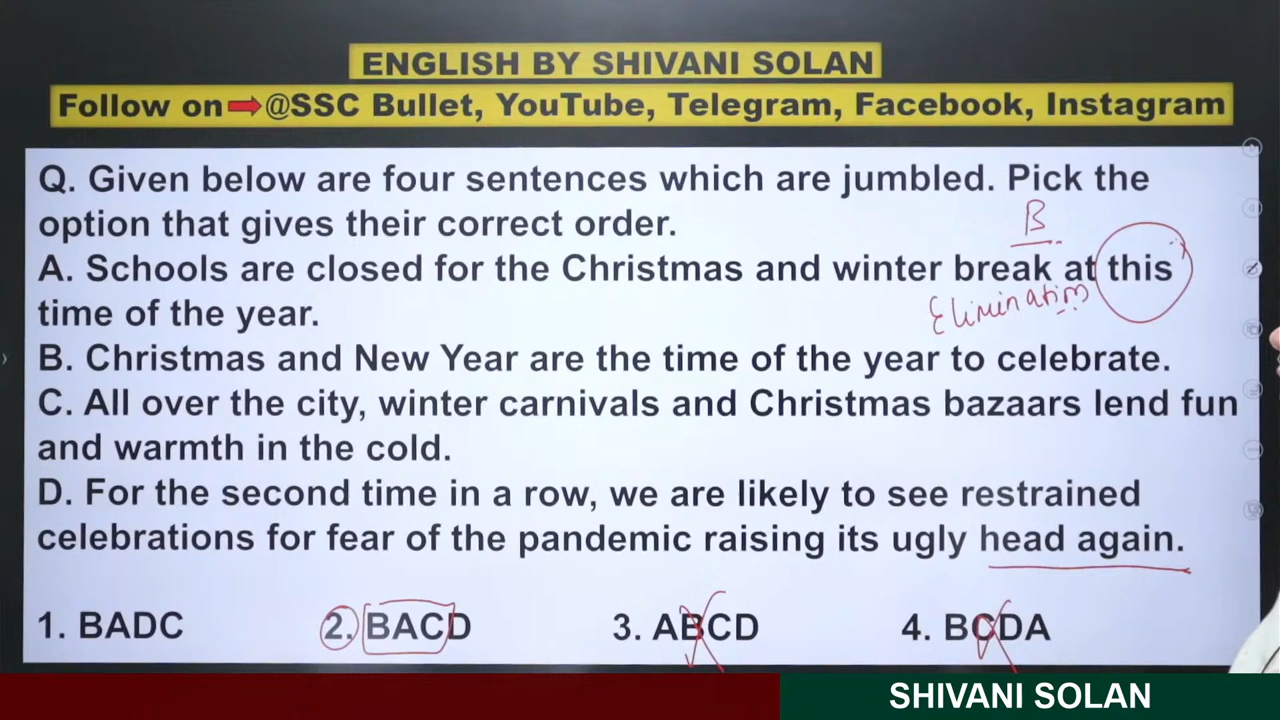 ENGLISH BY SHIVANI SOLAN
Follow on @SSC Bullet, YouTube, Telegram, Facebook, Instagram
Q. Given below are four sentences which are jumbled. Pick the
option that gives their correct order.
B
A. Schools are closed for the Christmas and winter break at this
time of the year.
Elimination
B. Christmas and New Year are the time of the year to celebrate.
C. All over the city, winter carnivals and Christmas bazaars lend fun
and warmth in the cold.
D. For the second time in a row, we are likely to see restrained
celebrations for fear of the pandemic raising its ugly head again.
1. BADC 2. BACD 3. ABCD 4. BCDA
SHIVANI SOLAN